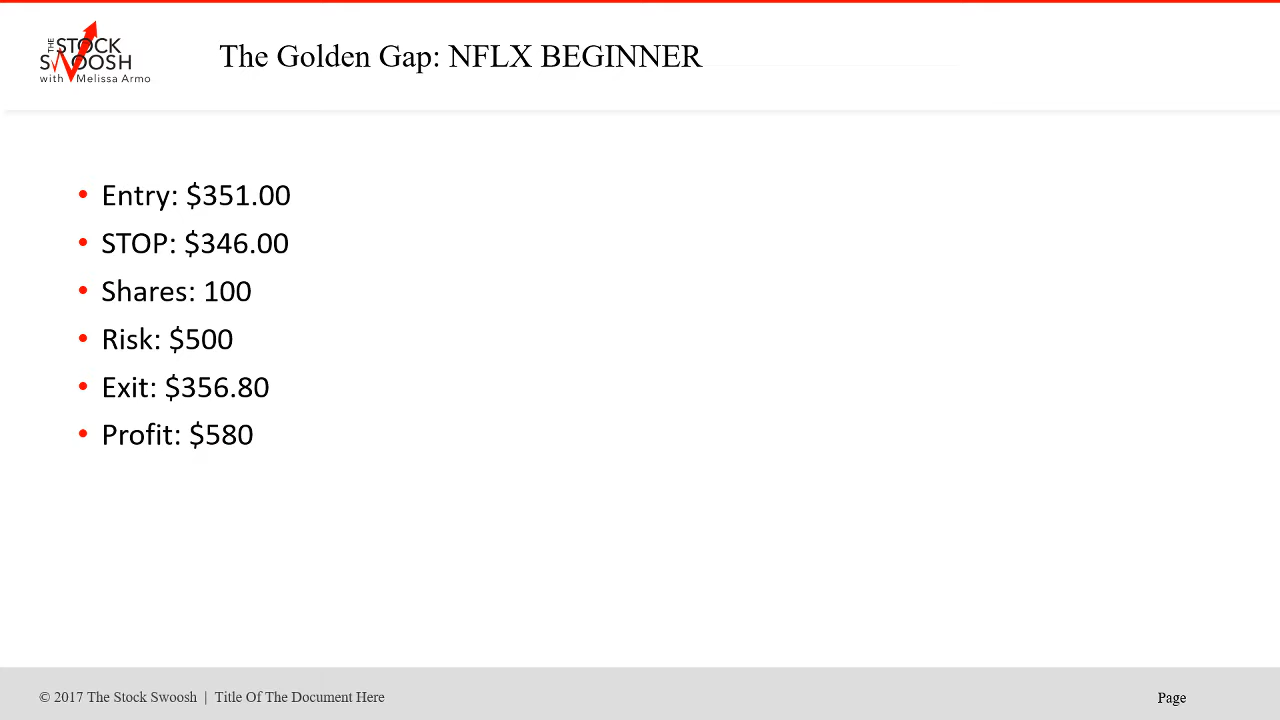 THE STOCK
SWOOSH
with Melissa Armo
The Golden Gap: NFLX BEGINNER
• Entry: $351.00
• STOP: $346.00
• Shares: 100
• Risk: $500
• Exit: $356.80
• Profit: $580
© 2017 The Stock Swoosh | Title Of The Document Here
Page